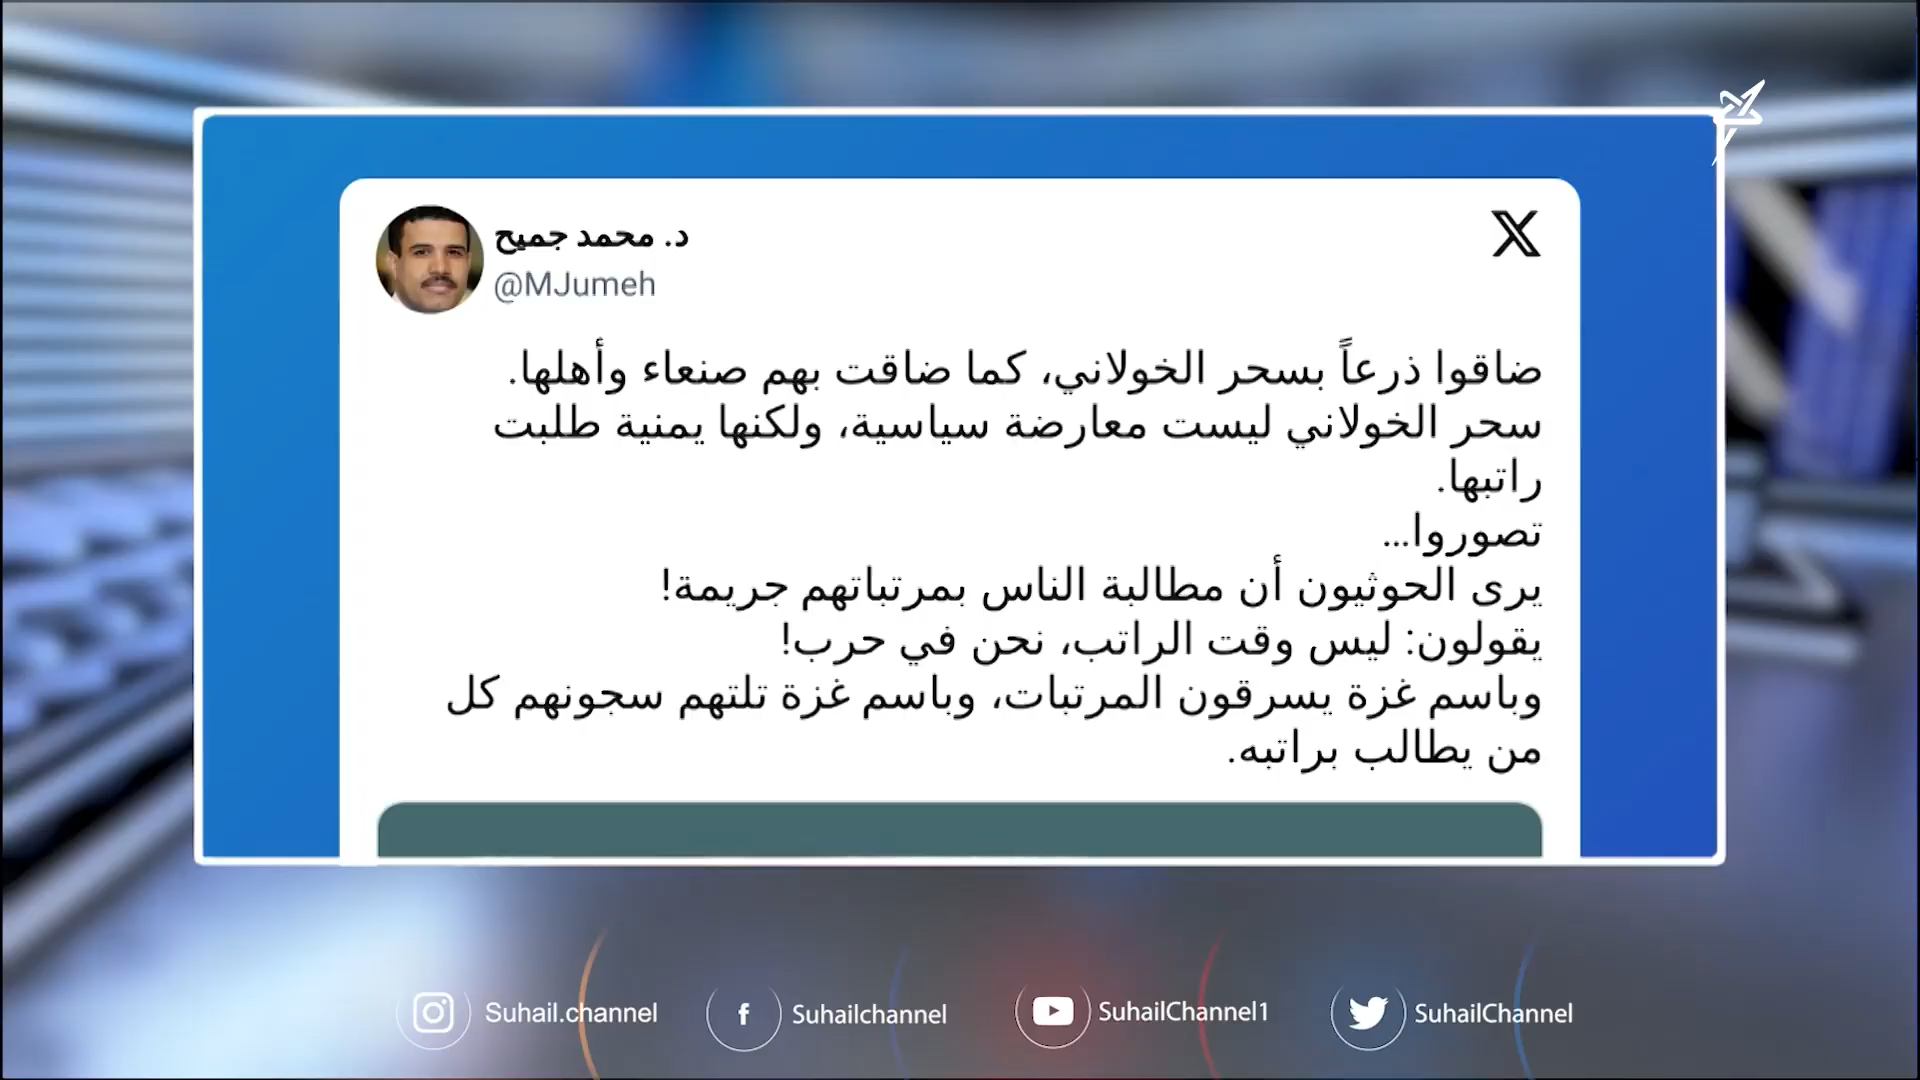 د. محمد جميح
@MJumeh
ضاقوا ذرعاً بسحر الخولاني، كما ضاقت بهم صنعاء وأهلها.
سحر الخولاني ليست معارضة سياسية، ولكنها يمنية طلبت
راتبها.
تصوروا...
يرى الحوثيون أن مطالبة الناس بمرتباتهم جريمة!
يقولون: ليس وقت الراتب، نحن في حرب!
وباسم غزة يسرقون المرتبات، وباسم غزة تلتهم سجونهم كل
من يطالب براتبه.
Suhail.channel
Suhailchannel
SuhailChannel1
SuhailChannel